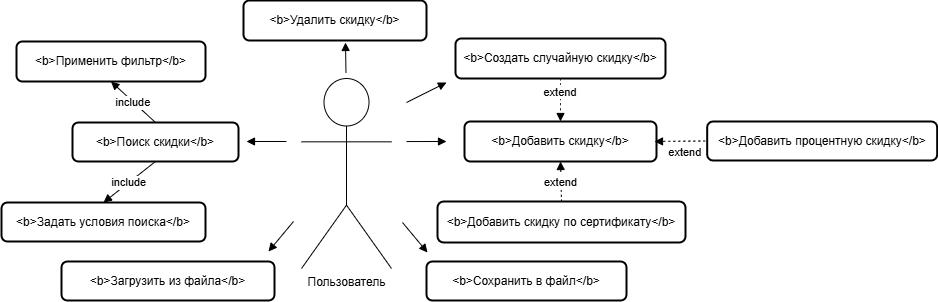 <b>Удалить скидку</b>
<b>Применить фильтр</b>
<b>Создать случайную скидку</b>
include
extend
<b>Поиск скидки</b>
<b>Добавить скидку</b>
<b>Добавить процентную скидку</b>
extend
include
extend
<b>Задать условия поиска</b>
<b>Добавить скидку по сертификату</b>
<b>Загрузить из файла</b>
Пользователь
<b>Сохранить в файл</b>